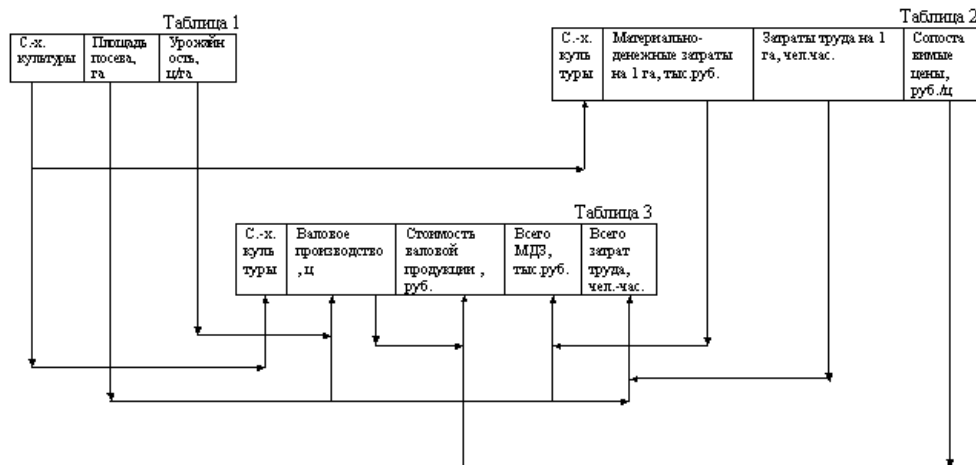 Таблица 1
С.-х.
культуры
Площадь
посева,
га
Урожайн
ость,
ц/га
Таблица 2
С.-х.
куль
туры
Материально-
денежные затраты
на 1 га, тыс.руб.
Затраты труда на 1
га, чел.час.
Сопоста
вимые
цены,
руб./ц
Таблица 3
С.-х.
куль
туры
Валовое
производство
, ц
Стоимость
валовой
продукции ,
руб.
Всего
МДЗ,
тыс.руб.
Всего
затрат
труда,
чел.-час.